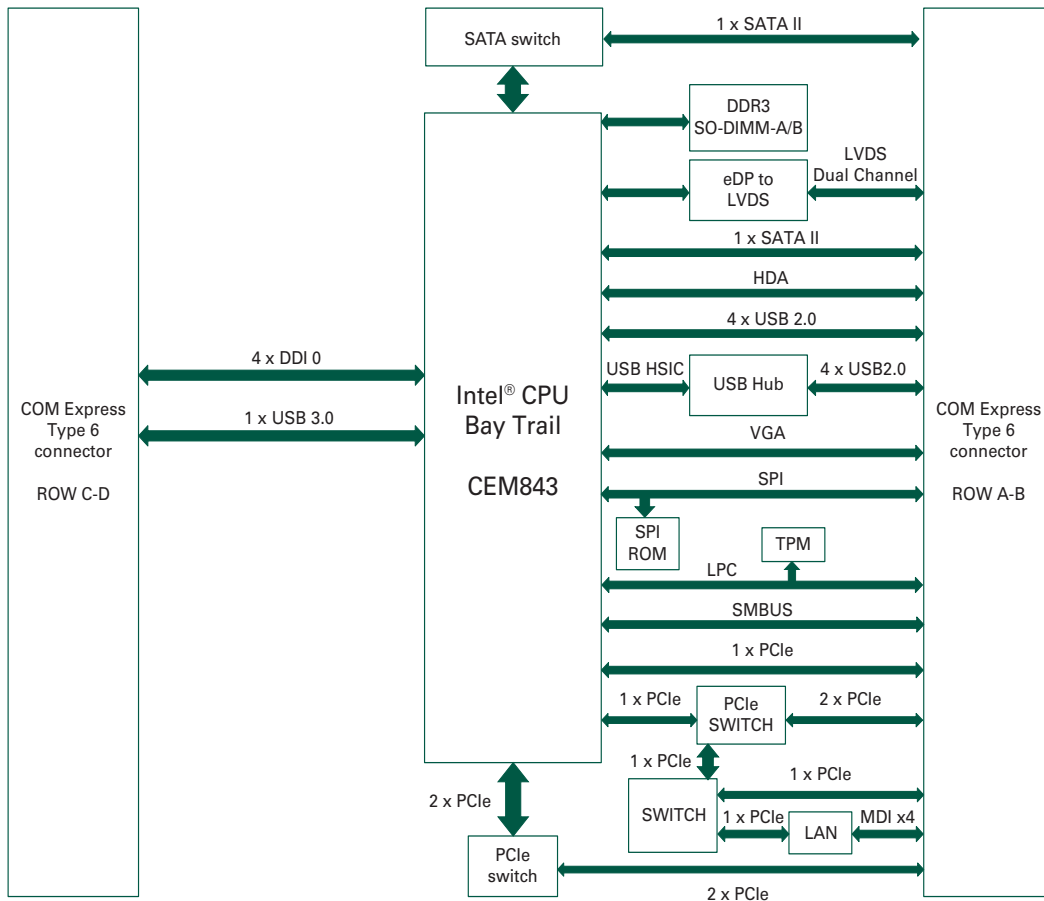 SATA switch
1 x SATA II
DDR3
SO-DIMM-A/B
LVDS
Dual Channel
eDP to
LVDS
1 x SATA II
HDA
4 x USB 2.0
4 x DDI 0
USB HSIC
USB Hub
4 x USB2.0
1 x USB 3.0
Intel® CPU
Bay Trail
CEM843
COM Express
Type 6
connector
ROW C-D
COM Express
Type 6
connector
ROW A-B
VGA
SPI
SPI
ROM
TPM
LPC
SMBUS
1 x PCIe
1 x PCIe
PCIe
SWITCH
2 x PCIe
1 x PCIe
1 x PCIe
2 x PCIe
SWITCH
1 x PCIe
LAN
MDI x4
PCIe
switch
2 x PCIe